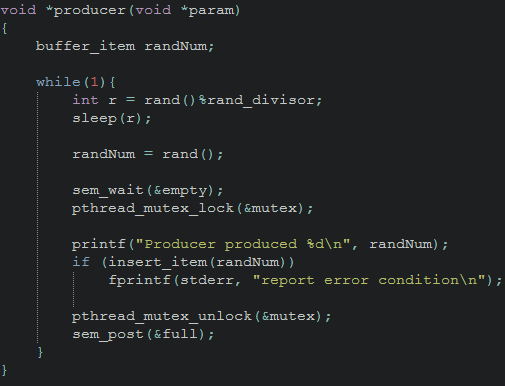 void *producer(void *param)
{
    buffer_item randNum;

    while(1){
        int r = rand()%rand_divisor;
        sleep(r);

        randNum = rand();

        sem_wait(&empty);
        pthread_mutex_lock(&mutex);

        printf("Producer produced %d\n", randNum);
        if (insert_item(randNum))
            fprintf(stderr, "report error condition\n");

        pthread_mutex_unlock(&mutex);
        sem_post(&full);
    }
}